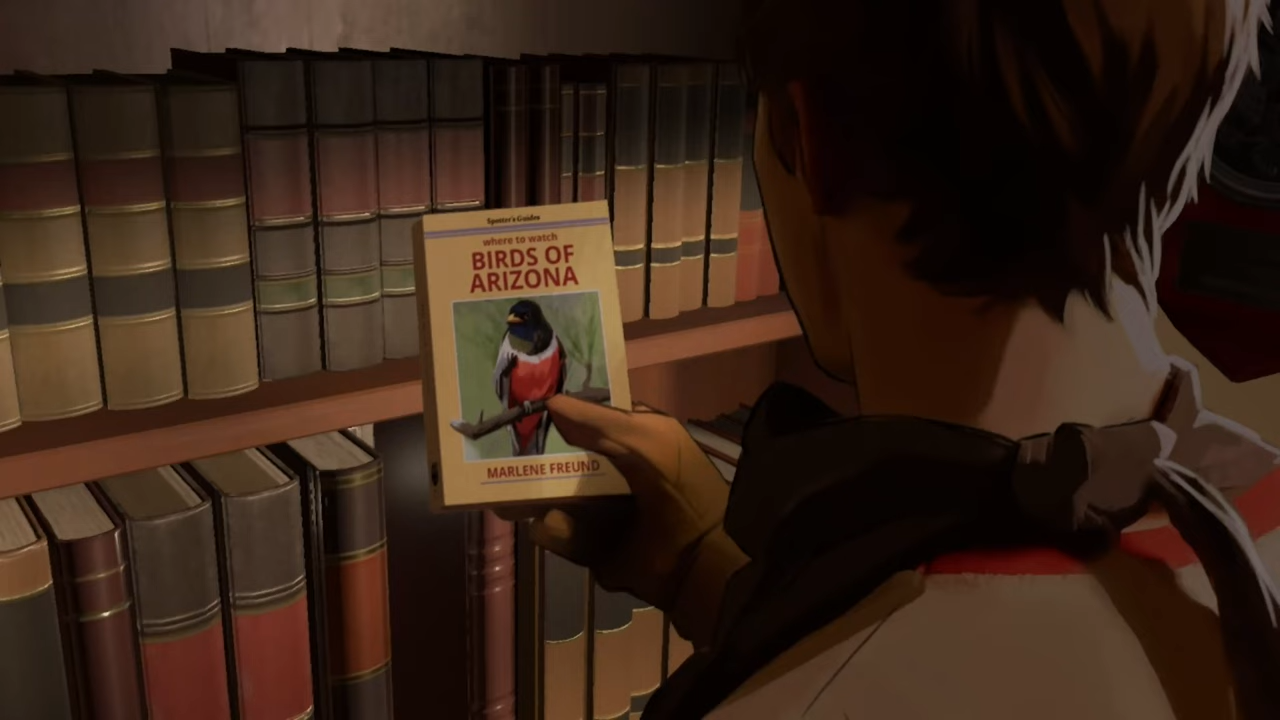 Spotter's Guides
where to watch
BIRDS OF
ARIZONA
MARLENE FREUND